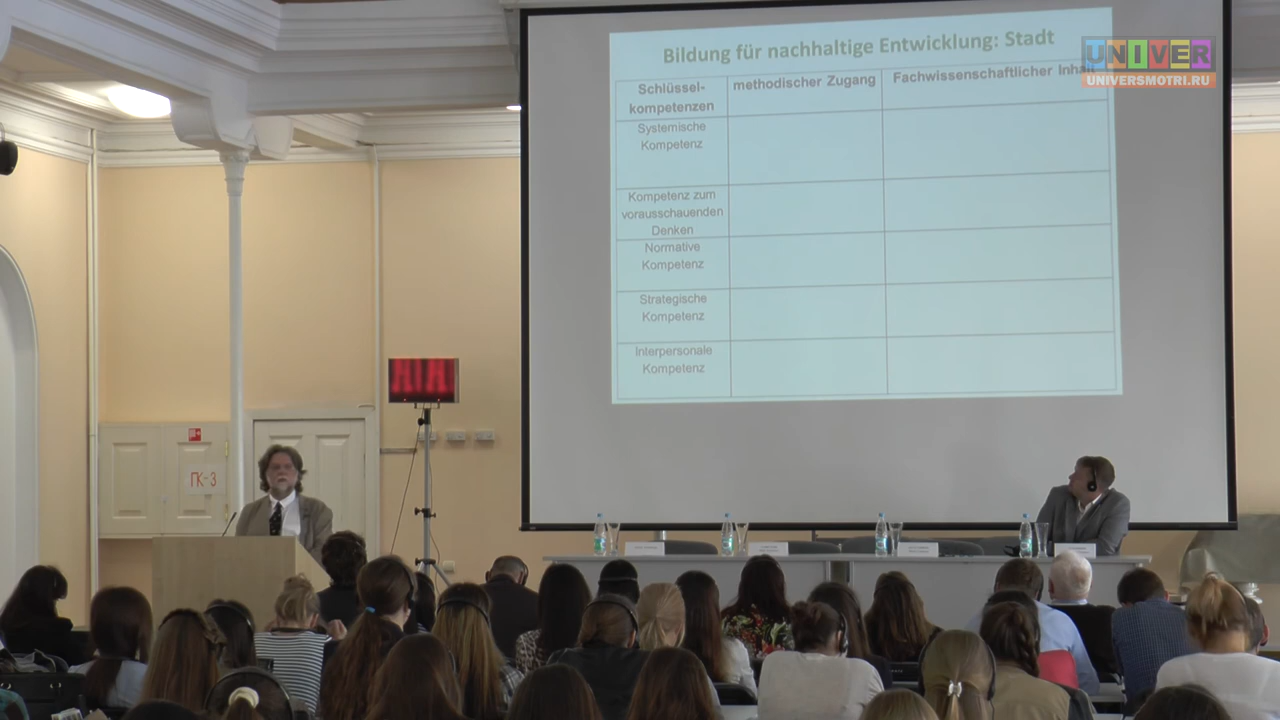 Bildung für nachhaltige Entwicklung: Stadt
UNIVER
UNIVERSMOTRI.RU
Schlüssel-
kompetenzen
methodischer Zugang
Fachwissenschaftlicher
Systemische
Kompetenz
Kompetenz zum
vorausschauenden
Denken
Normative
Kompetenz
Strategische
Kompetenz
Interpersonale
Kompetenz
ГК-3